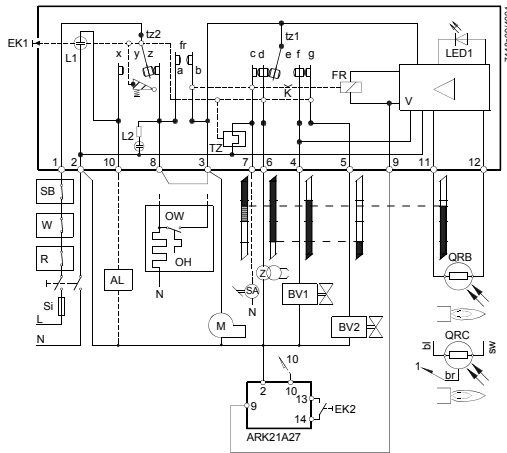 tz2
tz1
EK1
x
y
z
fr
c
d
e
f
g
L1
a
b
LED1
FR
K
V
L2
TZ
1
2
10
8
3
7
6
4
5
9
11
12
SB
W
R
Si
L
N
AL
OW
OH
N
M
Z
SA
N
BV1
BV2
QRB
QRC
bl
sw
br
1
10
2
10
9
13
14
EK2
ARK21A27